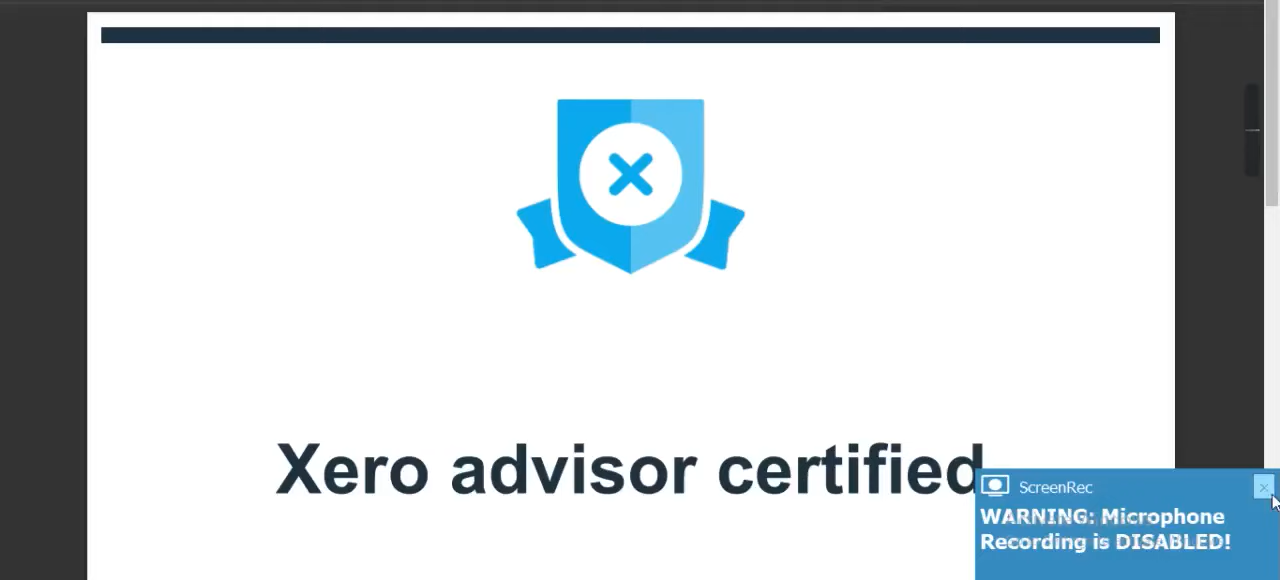 Xero advisor certified
ScreenRec
WARNING: Microphone
Recording is DISABLED!